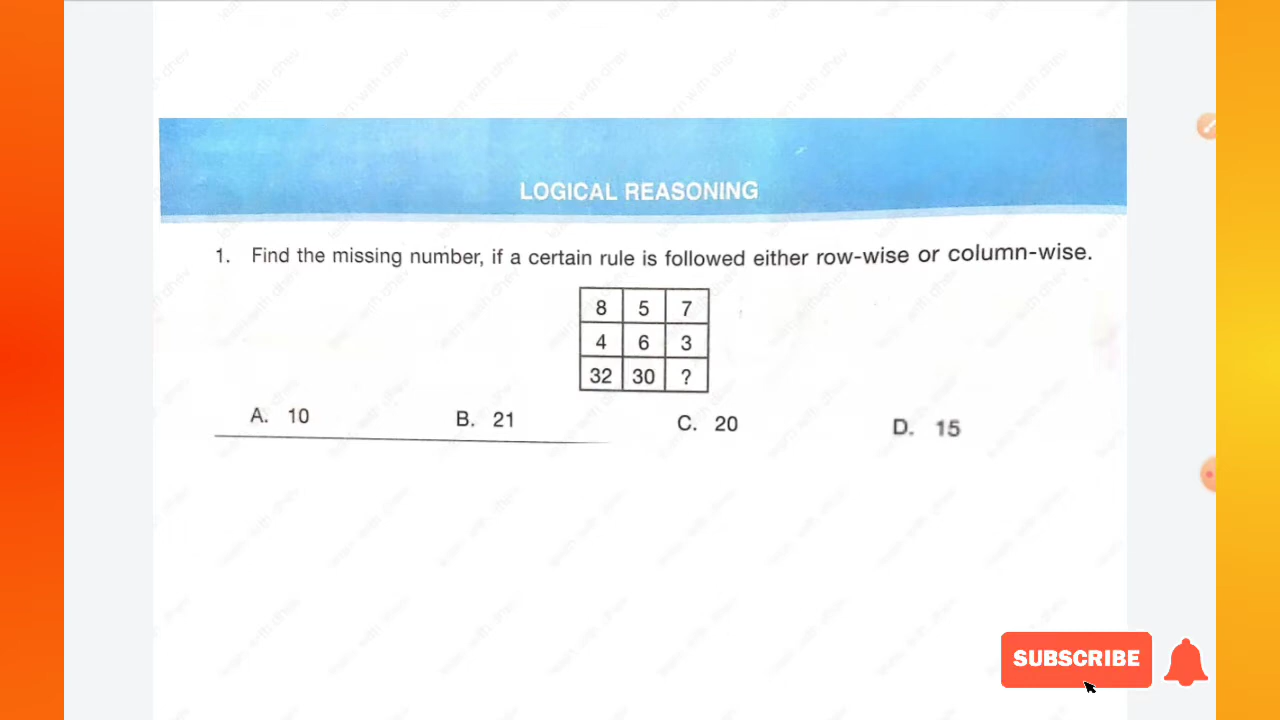 LOGICAL REASONING
1. Find the missing number, if a certain rule is followed either row-wise or column-wise.
8 5 7
4 6 3
32 30 ?
A. 10 B. 21 C. 20 D. 15
SUBSCRIBE